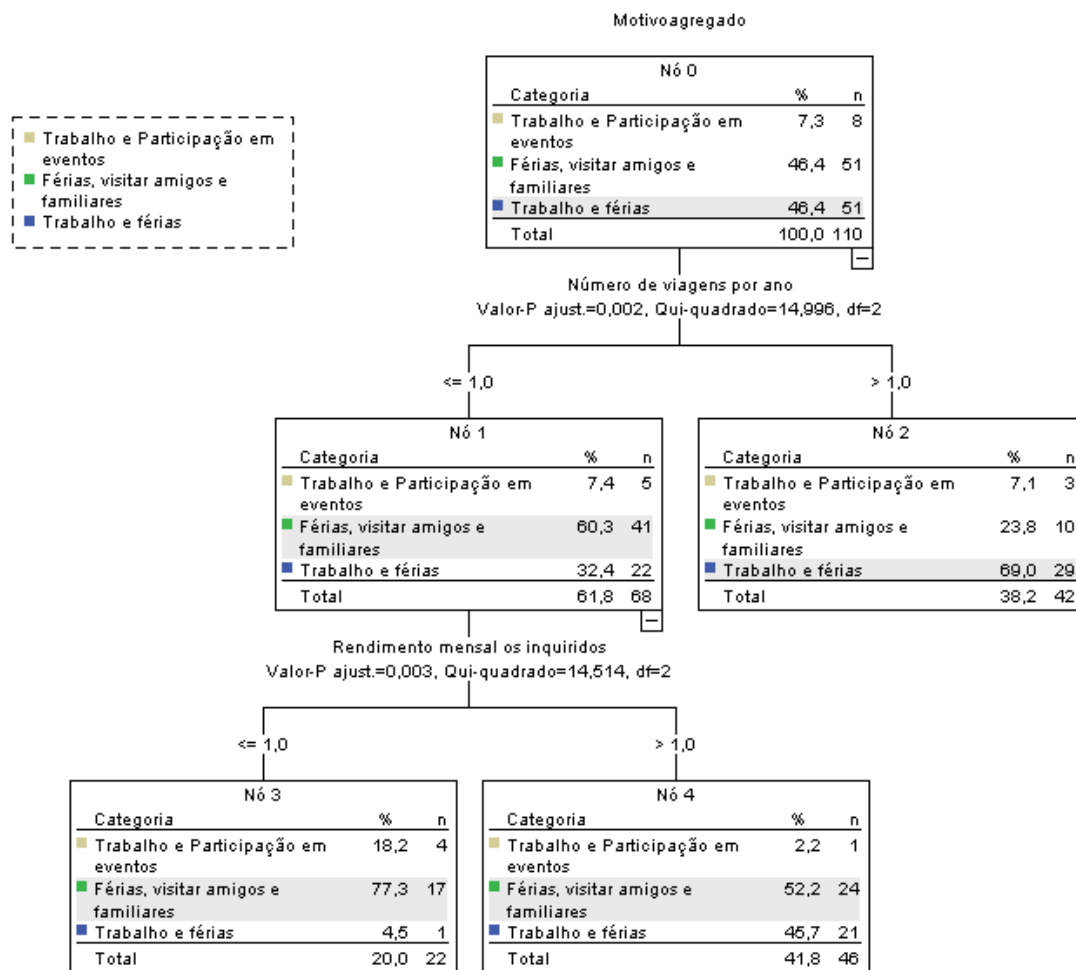 Motivoagregado
Trabalho e Participação em
eventos
Férias, visitar amigos e
familiares
Trabalho e férias
Nó 0
Categoria % n
Trabalho e Participação em 7,3 8
eventos
Férias, visitar amigos e 46,4 51
familiares
Trabalho e férias 46,4 51
Total 100,0 110
Número de viagens por ano
Valor-P ajust.=0,002, Qui-quadrado=14,996, df=2
<= 1,0
> 1,0
Nó 1
Categoria % n
Trabalho e Participação em 7,4 5
eventos
Férias, visitar amigos e 60,3 41
familiares
Trabalho e férias 32,4 22
Total 61,8 68
Nó 2
Categoria % n
Trabalho e Participação em 7,1 3
eventos
Férias, visitar amigos e 23,8 10
familiares
Trabalho e férias 69,0 29
Total 38,2 42
Rendimento mensal os inquiridos
Valor-P ajust.=0,003, Qui-quadrado=14,514, df=2
<= 1,0
> 1,0
Nó 3
Categoria % n
Trabalho e Participação em 18,2 4
eventos
Férias, visitar amigos e 77,3 17
familiares
Trabalho e férias 4,5 1
Total 20,0 22
Nó 4
Categoria % n
Trabalho e Participação em 2,2 1
eventos
Férias, visitar amigos e 52,2 24
familiares
Trabalho e férias 45,7 21
Total 41,8 46